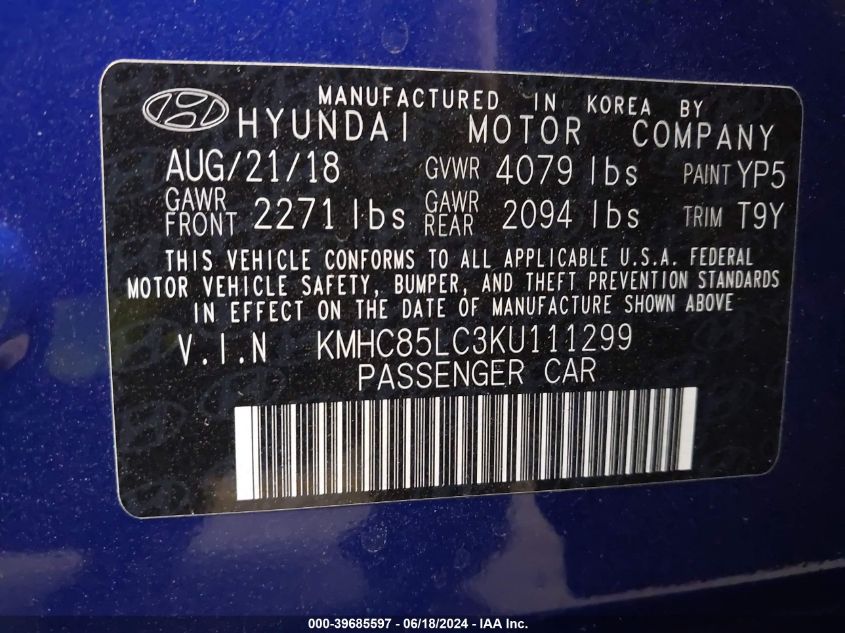 MANUFACTURED IN KOREA BY
HYUNDAI MOTOR COMPANY
AUG/21/18 GVWR 4079 lbs PAINT YP5
GAWR FRONT 2271 lbs GAWR REAR 2094 lbs TRIM T9Y
THIS VEHICLE CONFORMS TO ALL APPLICABLE U.S.A. FEDERAL
MOTOR VEHICLE SAFETY, BUMPER, AND THEFT PREVENTION STANDARDS
IN EFFECT ON THE DATE OF MANUFACTURE SHOWN ABOVE
V.I.N KMHC85LC3KU111299
PASSENGER CAR
000-39685597 - 06/18/2024 - IAA Inc.